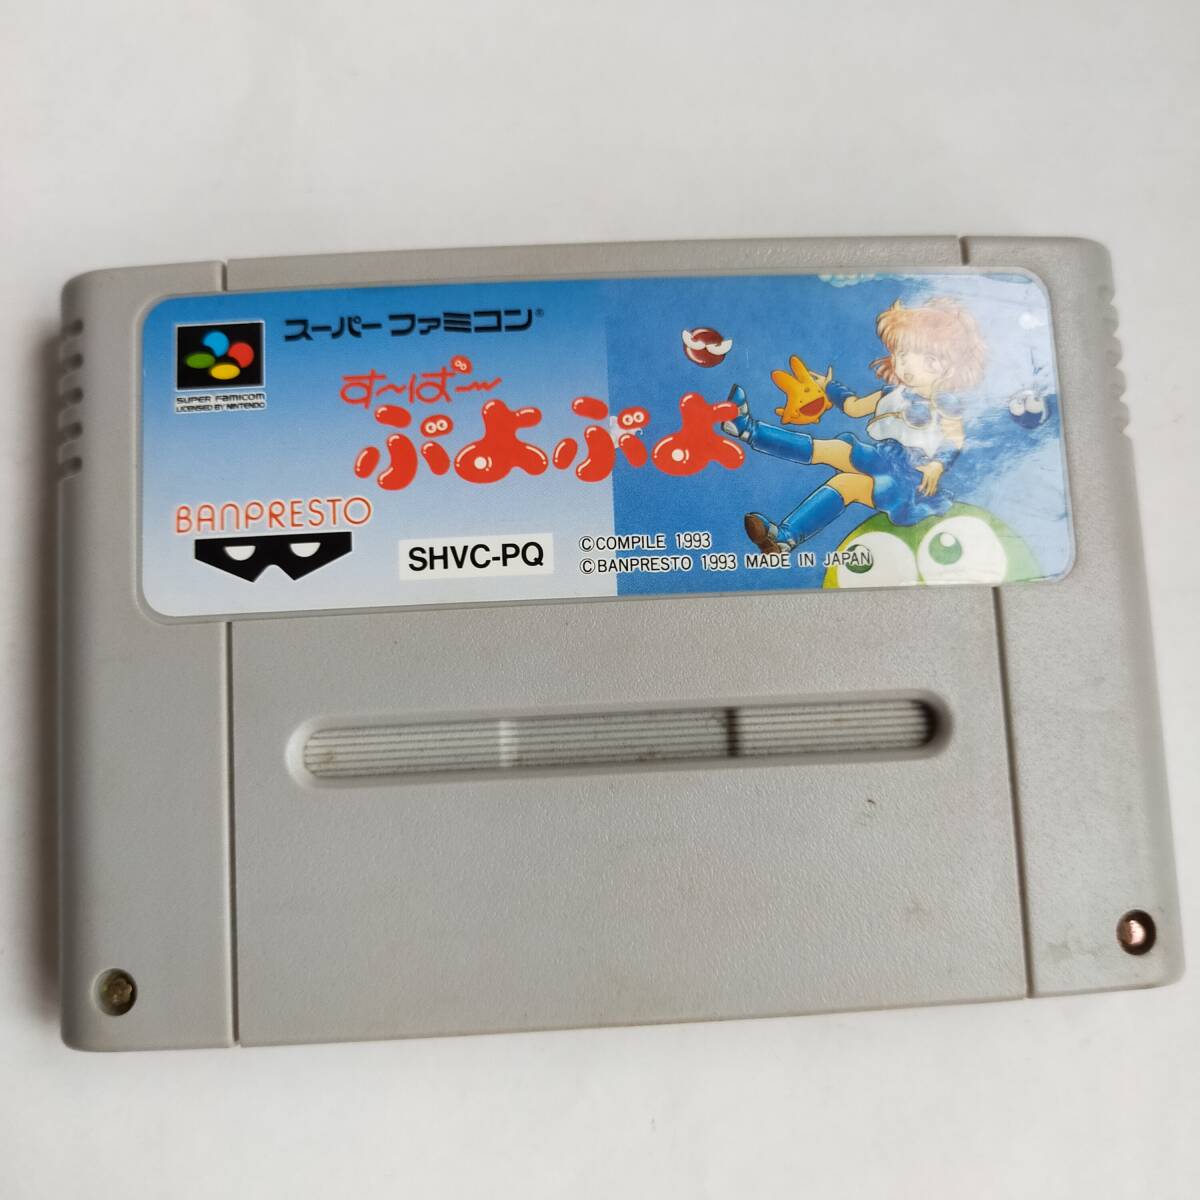 スーパーファミコン®
す〜ぱ〜
ぷよぷよ
SUPER FAMICOM
LICENSED BY NINTENDO
BANPRESTO
SHVC-PQ
©COMPILE 1993
©BANPRESTO 1993 MADE IN JAPAN